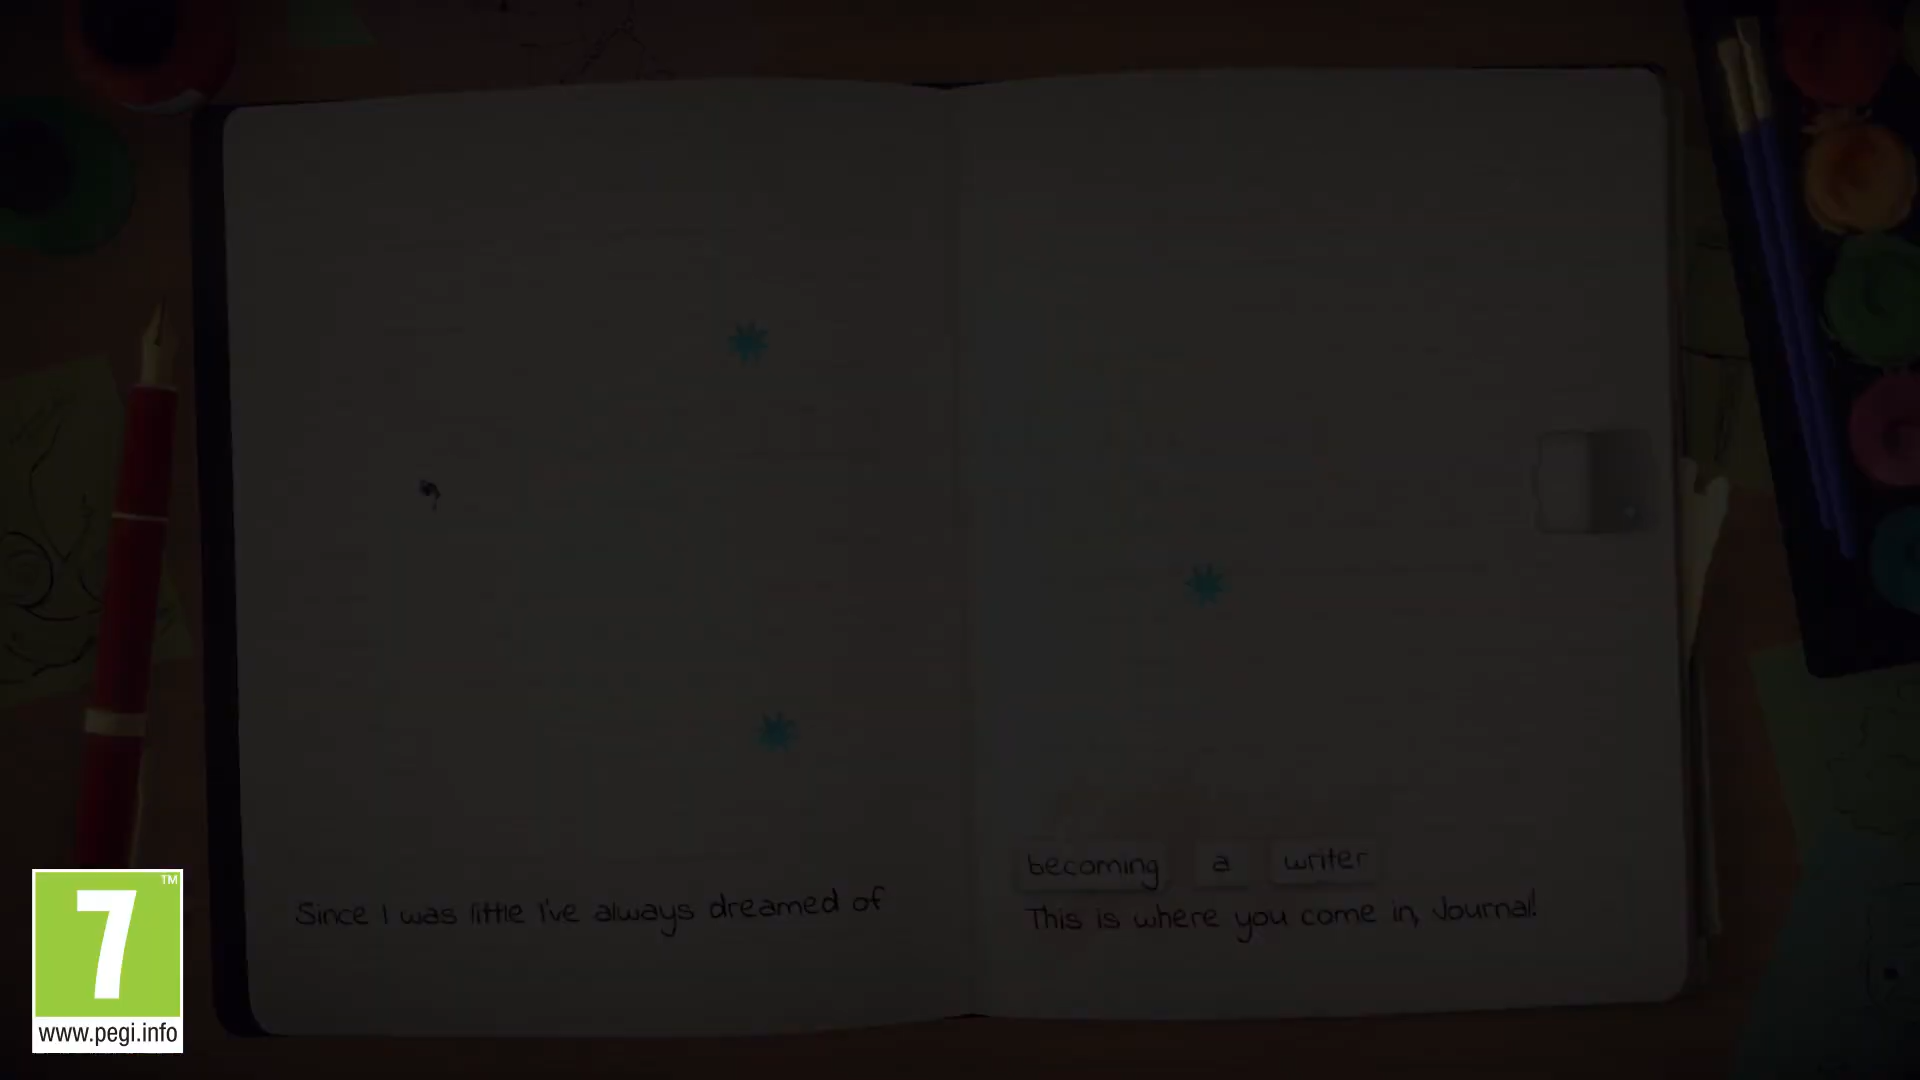 Since I was little I've always dreamed of
becoming a writer
This is where you come in, Journal!
7™
www.pegi.info